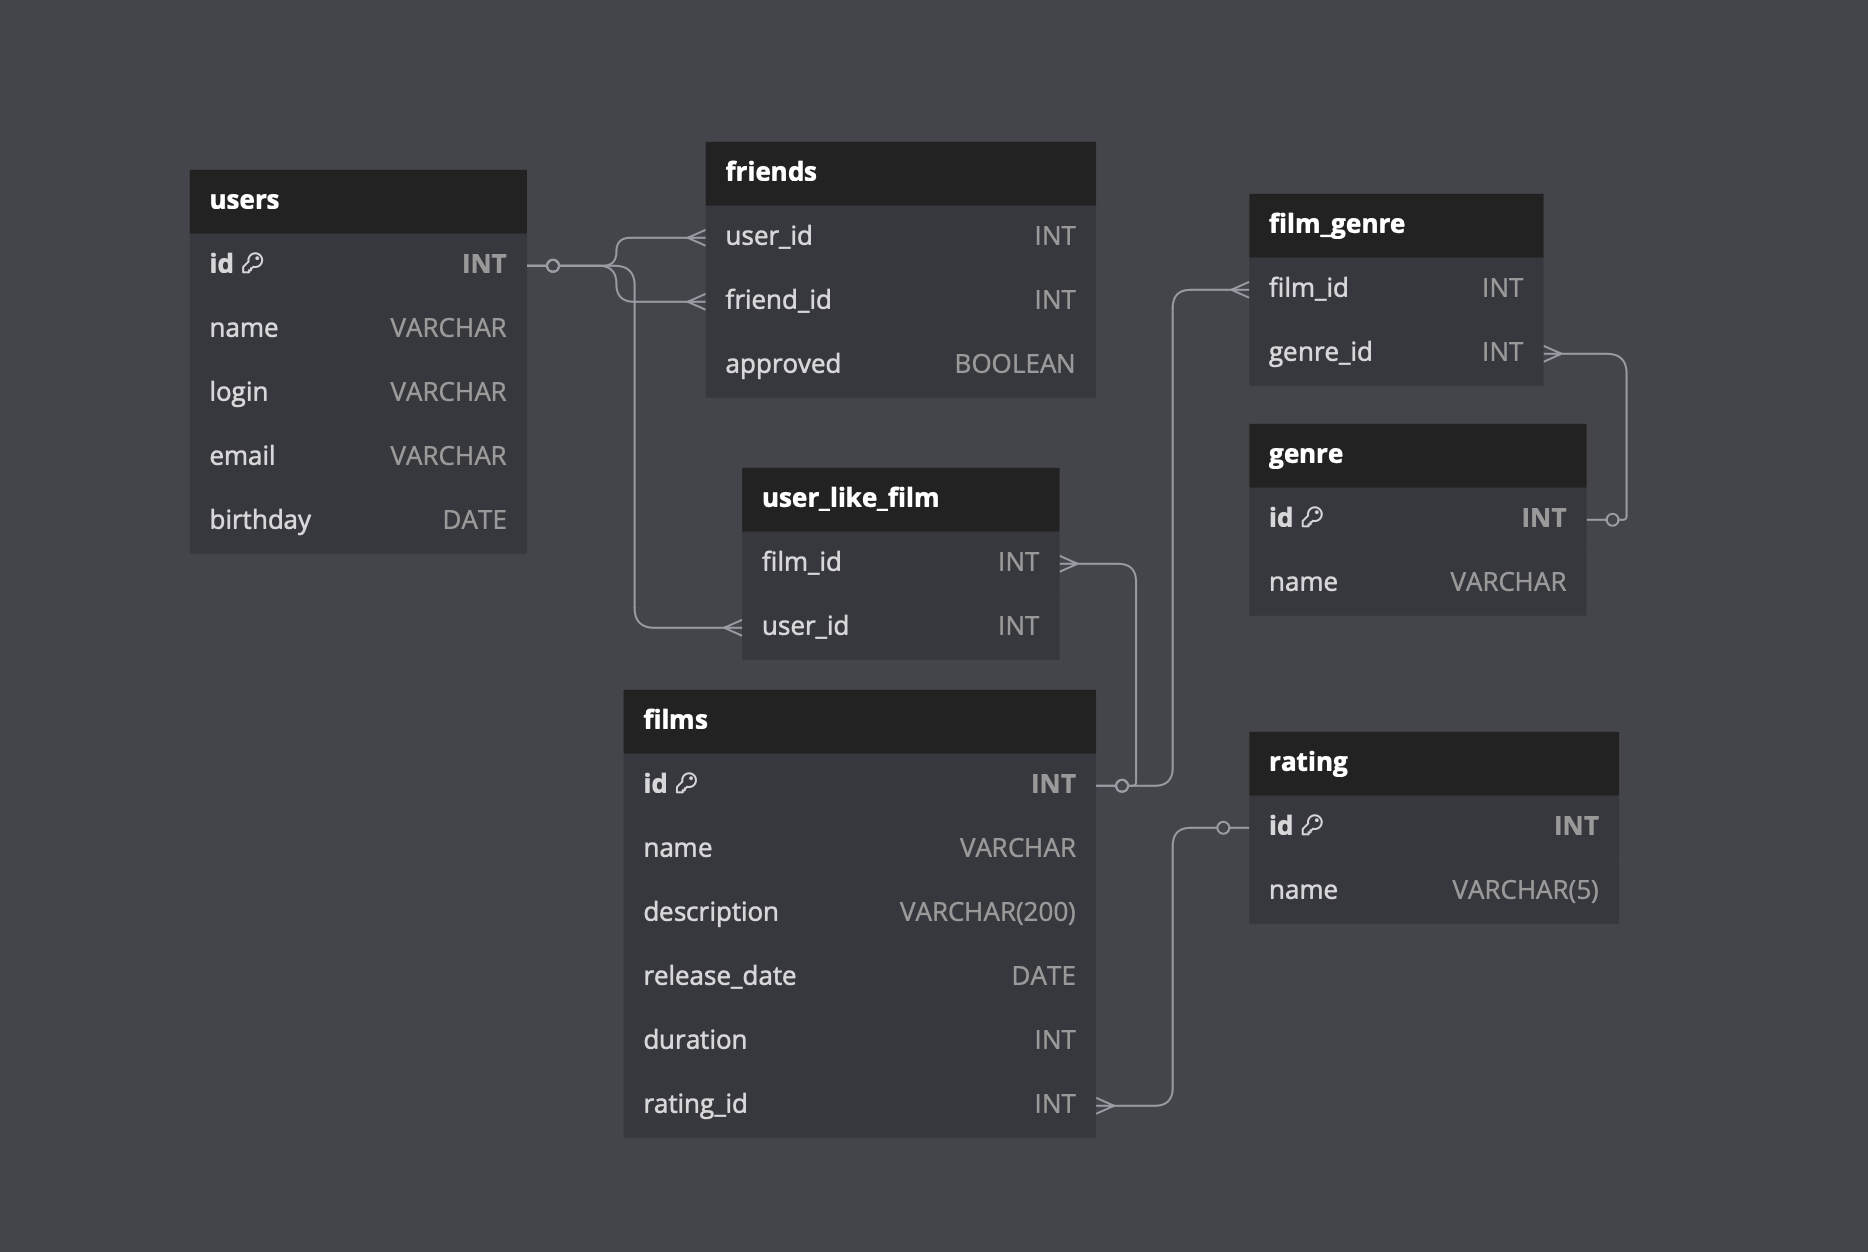 users
id INT
name VARCHAR
login VARCHAR
email VARCHAR
birthday DATE
friends
user_id INT
friend_id INT
approved BOOLEAN
user_like_film
film_id INT
user_id INT
films
id INT
name VARCHAR
description VARCHAR(200)
release_date DATE
duration INT
rating_id INT
film_genre
film_id INT
genre_id INT
genre
id INT
name VARCHAR
rating
id INT
name VARCHAR(5)